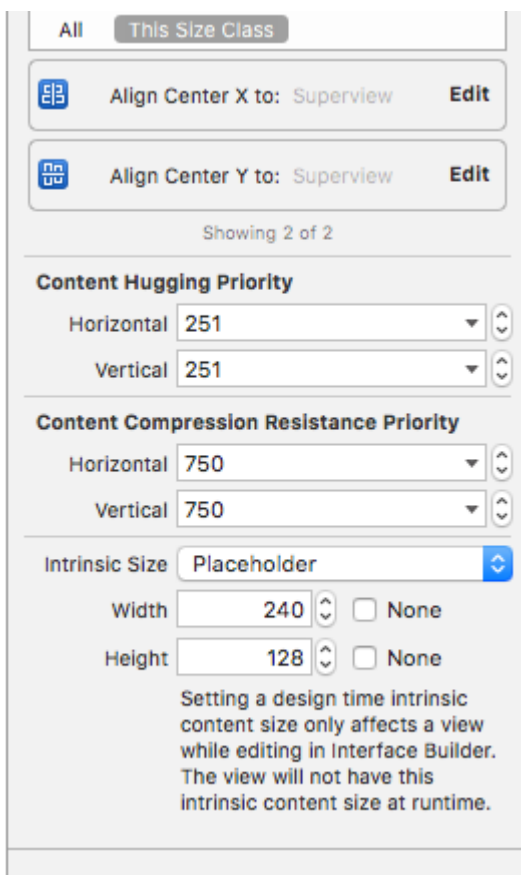 All This Size Class
Align Center X to: Superview Edit
Align Center Y to: Superview Edit
Showing 2 of 2
Content Hugging Priority
Horizontal 251
Vertical 251
Content Compression Resistance Priority
Horizontal 750
Vertical 750
Intrinsic Size Placeholder
Width 240 None
Height 128 None
Setting a design time intrinsic
content size only affects a view
while editing in Interface Builder.
The view will not have this
intrinsic content size at runtime.